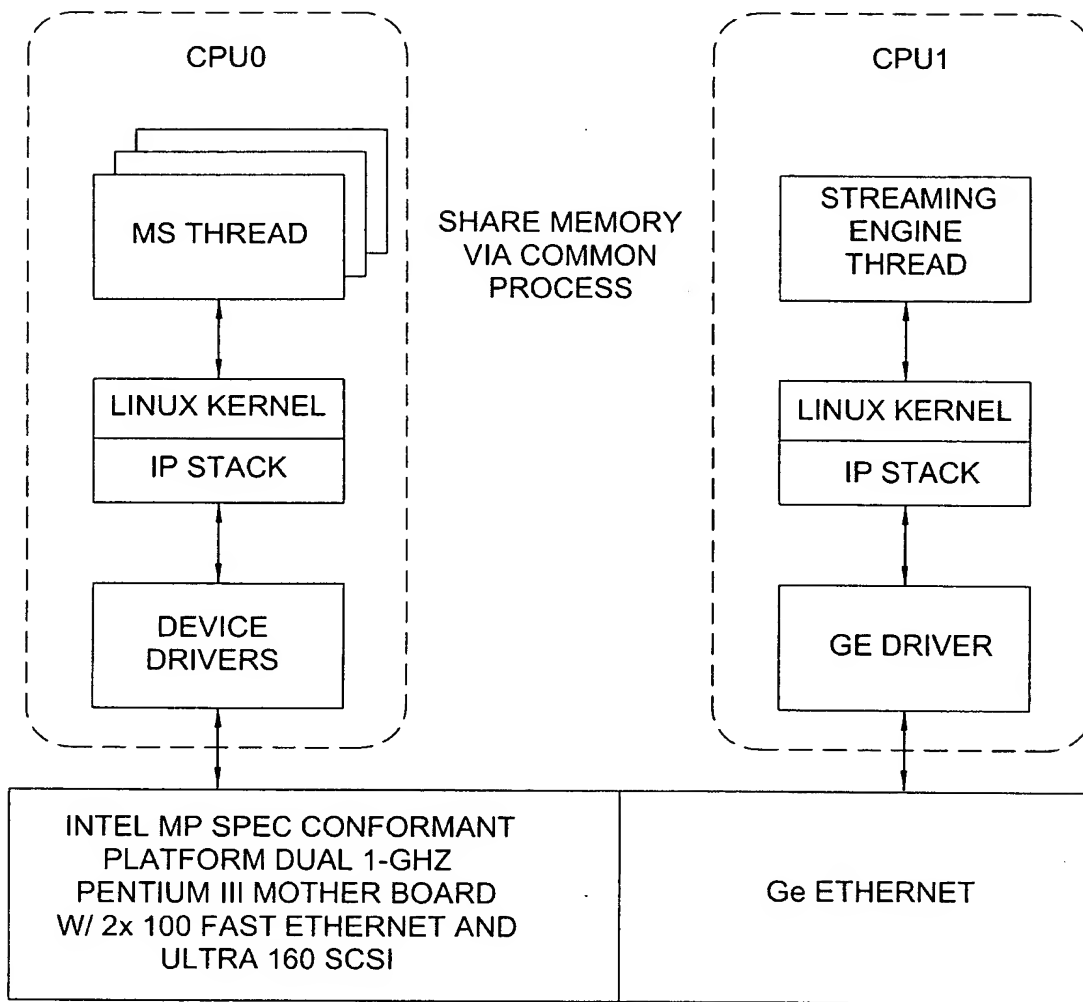 CPU0
MS THREAD
LINUX KERNEL
IP STACK
DEVICE
DRIVERS
SHARE MEMORY
VIA COMMON
PROCESS
CPU1
STREAMING
ENGINE
THREAD
LINUX KERNEL
IP STACK
GE DRIVER
INTEL MP SPEC CONFORMANT
PLATFORM DUAL 1-GHZ
PENTIUM III MOTHER BOARD
W/ 2x 100 FAST ETHERNET AND
ULTRA 160 SCSI
Ge ETHERNET